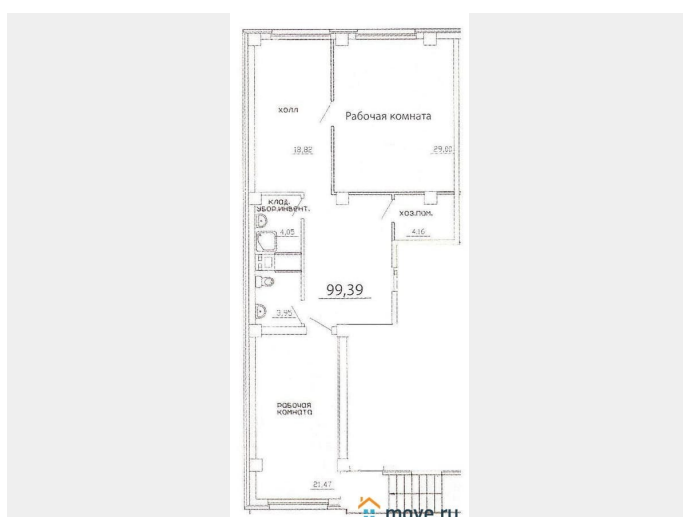 холл
Рабочая комната
18.82
29.00
клад.
убор.инвент.
хоз.пом.
4.05
4.16
99,39
3.95
рабочая
комната
21.47
move.ru